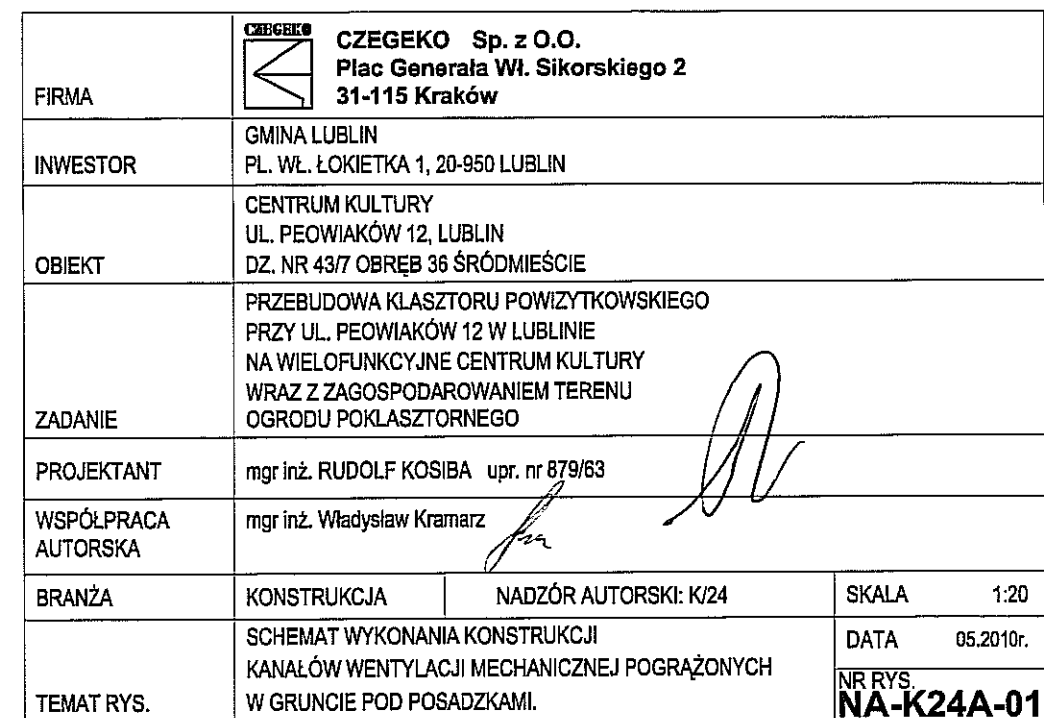 FIRMA
CZEGEKO
CZEGEKO Sp. z O.O.
Plac Generała Wł. Sikorskiego 2
31-115 Kraków
INWESTOR
GMINA LUBLIN
PL. WŁ. ŁOKIETKA 1, 20-950 LUBLIN
OBIEKT
CENTRUM KULTURY
UL. PEOWIAKÓW 12, LUBLIN
DZ. NR 43/7 OBRĘB 36 ŚRÓDMIEŚCIE
ZADANIE
PRZEBUDOWA KLASZTORU POWIZYTKOWSKIEGO
PRZY UL. PEOWIAKÓW 12 W LUBLINIE
NA WIELOFUNKCYJNE CENTRUM KULTURY
WRAZ Z ZAGOSPODAROWANIEM TERENU
OGRODU POKLASZTORNEGO
PROJEKTANT
mgr inż. RUDOLF KOSIBA upr. nr 879/63
WSPÓŁPRACA
AUTORSKA
mgr inż. Władysław Kramarz
BRANŻA
KONSTRUKCJA
NADZÓR AUTORSKI: K/24
SKALA 1:20
TEMAT RYS.
SCHEMAT WYKONANIA KONSTRUKCJI
KANAŁÓW WENTYLACJI MECHANICZNEJ POGRĄŻONYCH
W GRUNCIE POD POSADZKAMI.
DATA 05.2010r.
NR RYS.
NA-K24A-01